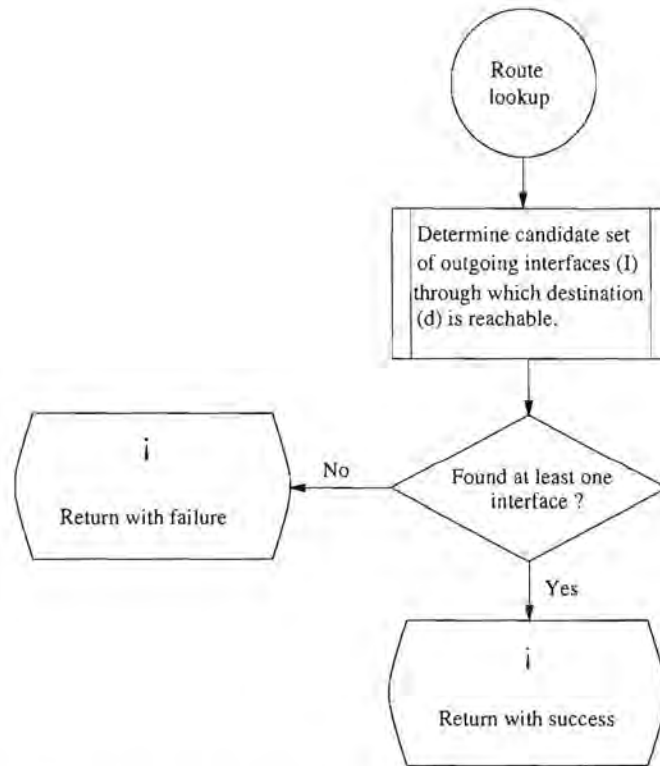 Route
lookup
Determine candidate set
of outgoing interfaces (I)
through which destination
(d) is reachable.
Found at least one
interface ?
No
¡
Return with failure
Yes
¡
Return with success